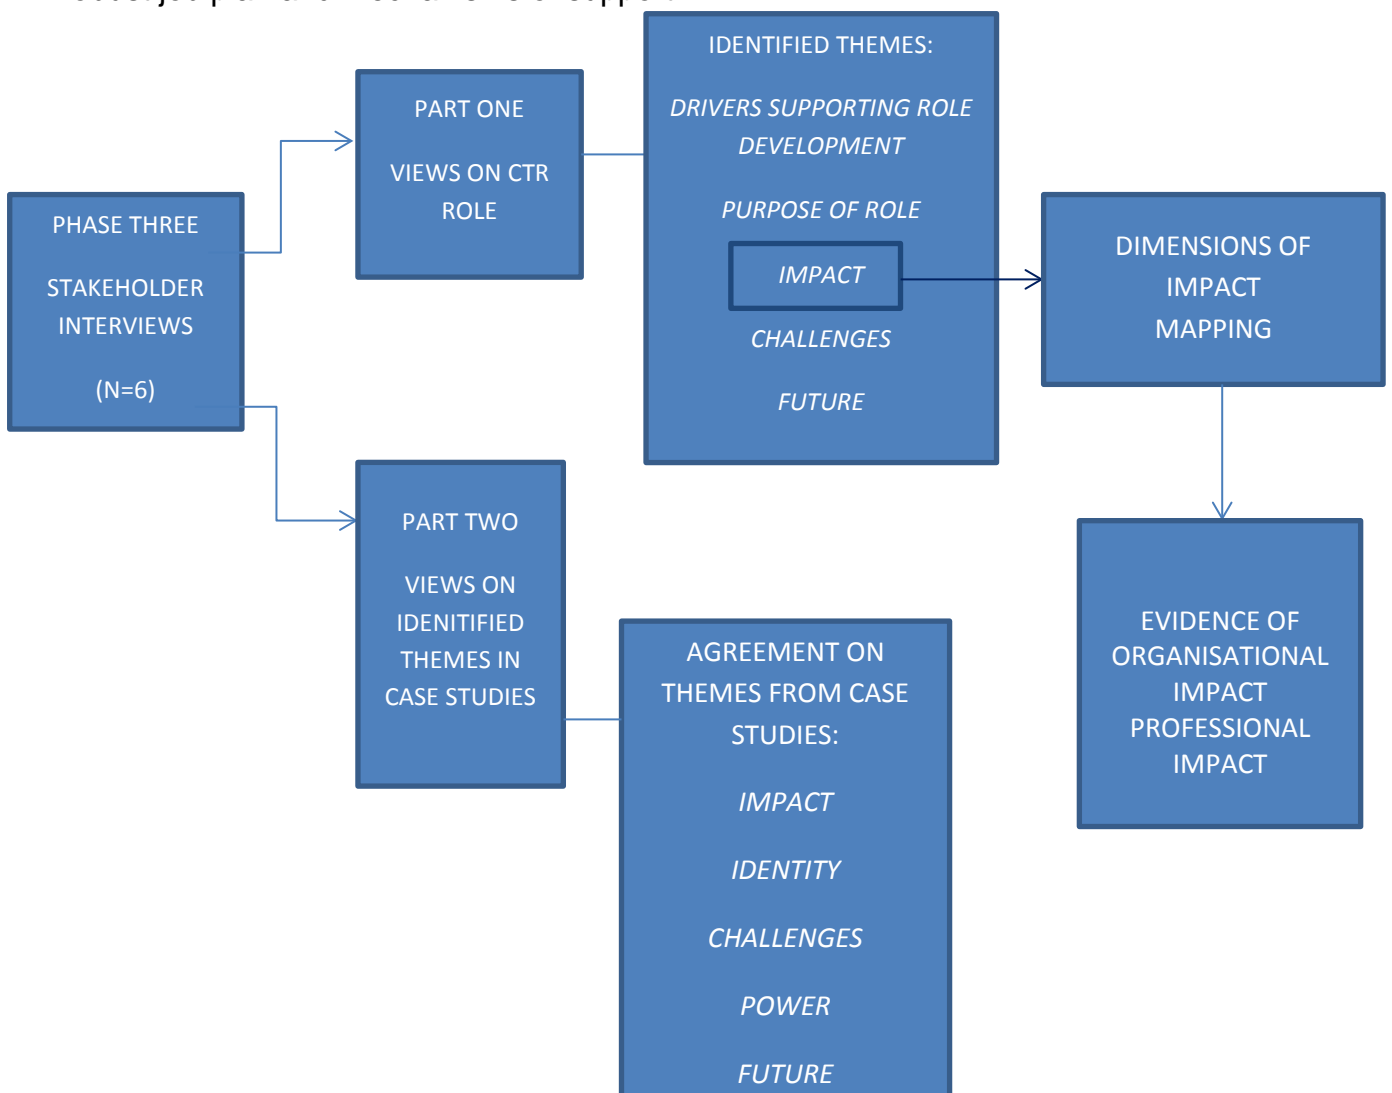 PHASE THREE
STAKEHOLDER
INTERVIEWS
(N=6)
PART ONE
VIEWS ON CTR
ROLE
IDENTIFIED THEMES:
DRIVERS SUPPORTING ROLE
DEVELOPMENT
PURPOSE OF ROLE
IMPACT
CHALLENGES
FUTURE
DIMENSIONS OF
IMPACT
MAPPING
EVIDENCE OF
ORGANISATIONAL
IMPACT
PROFESSIONAL
IMPACT
PART TWO
VIEWS ON
IDENITIFIED
THEMES IN
CASE STUDIES
AGREEMENT ON
THEMES FROM CASE
STUDIES:
IMPACT
IDENTITY
CHALLENGES
POWER
FUTURE